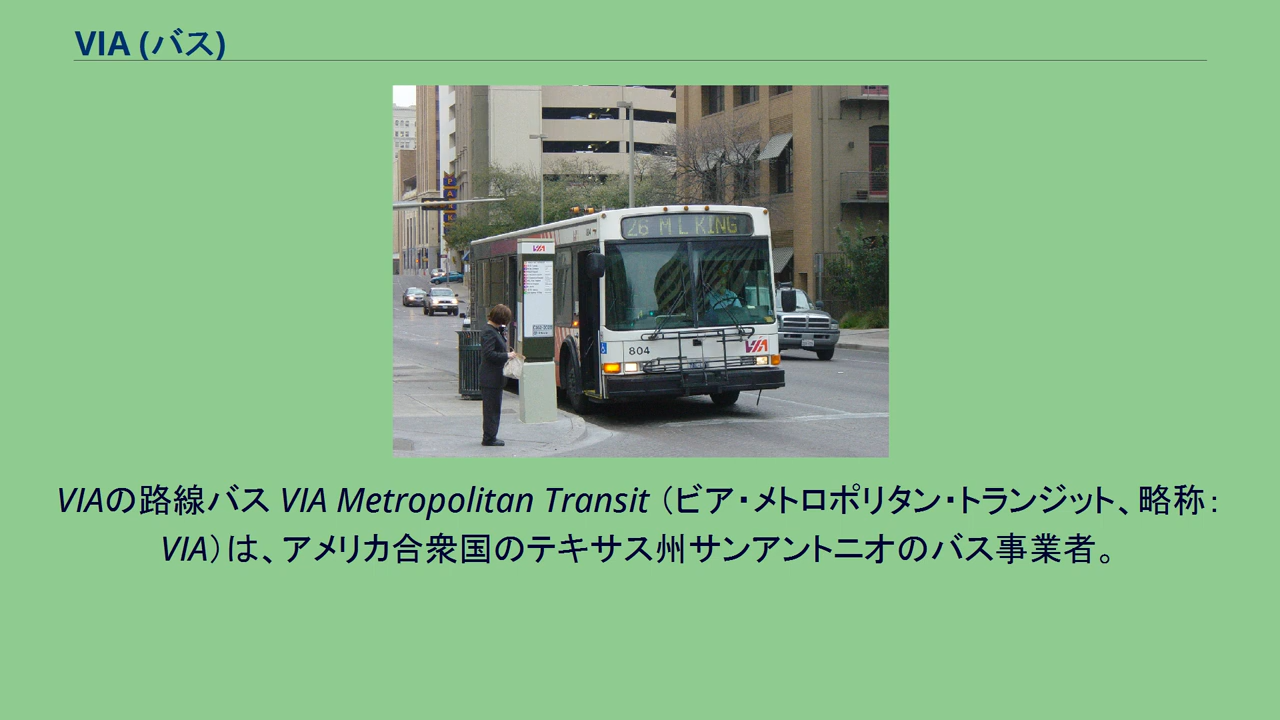 VIA (バス)
PARK
26 M L KING
VIA
804
VIA
VIAの路線バス VIA Metropolitan Transit（ビア・メトロポリタン・トランジット、略称：
VIA）は、アメリカ合衆国のテキサス州サンアントニオのバス事業者。